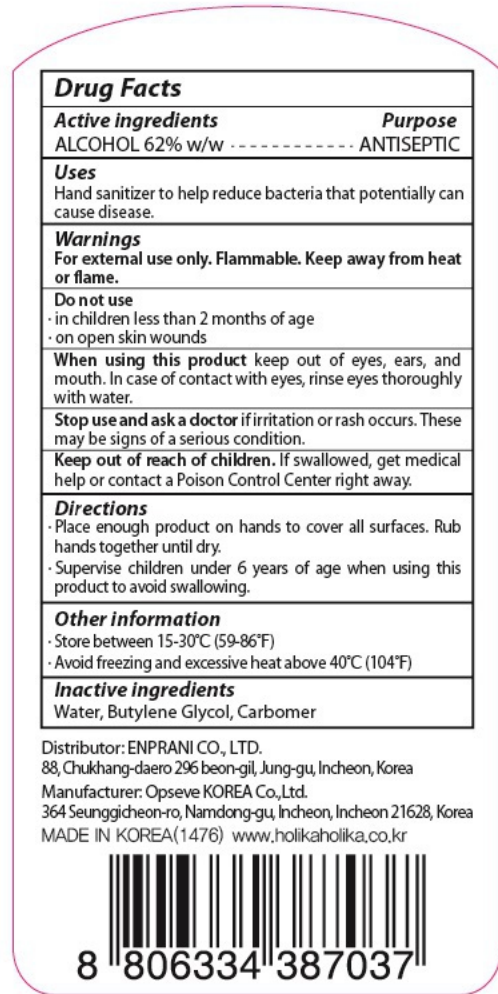 Drug Facts
Active ingredients Purpose
ALCOHOL 62% w/w - - - - - - - - - - - - ANTISEPTIC
Uses
Hand sanitizer to help reduce bacteria that potentially can
cause disease.
Warnings
For external use only. Flammable. Keep away from heat
or flame.
Do not use
· in children less than 2 months of age
· on open skin wounds
When using this product keep out of eyes, ears, and
mouth. In case of contact with eyes, rinse eyes thoroughly
with water.
Stop use and ask a doctor if irritation or rash occurs. These
may be signs of a serious condition.
Keep out of reach of children. If swallowed, get medical
help or contact a Poison Control Center right away.
Directions
· Place enough product on hands to cover all surfaces. Rub
hands together until dry.
· Supervise children under 6 years of age when using this
product to avoid swallowing.
Other information
· Store between 15-30°C (59-86°F)
· Avoid freezing and excessive heat above 40°C (104°F)
Inactive ingredients
Water, Butylene Glycol, Carbomer
Distributor: ENPRANI CO., LTD.
88, Chukhang-daero 296 beon-gil, Jung-gu, Incheon, Korea
Manufacturer: Opseve KOREA Co.,Ltd.
364 Seunggicheon-ro, Namdong-gu, Incheon, Incheon 21628, Korea
MADE IN KOREA(1476) www.holikaholika.co.kr
8 806334 387037